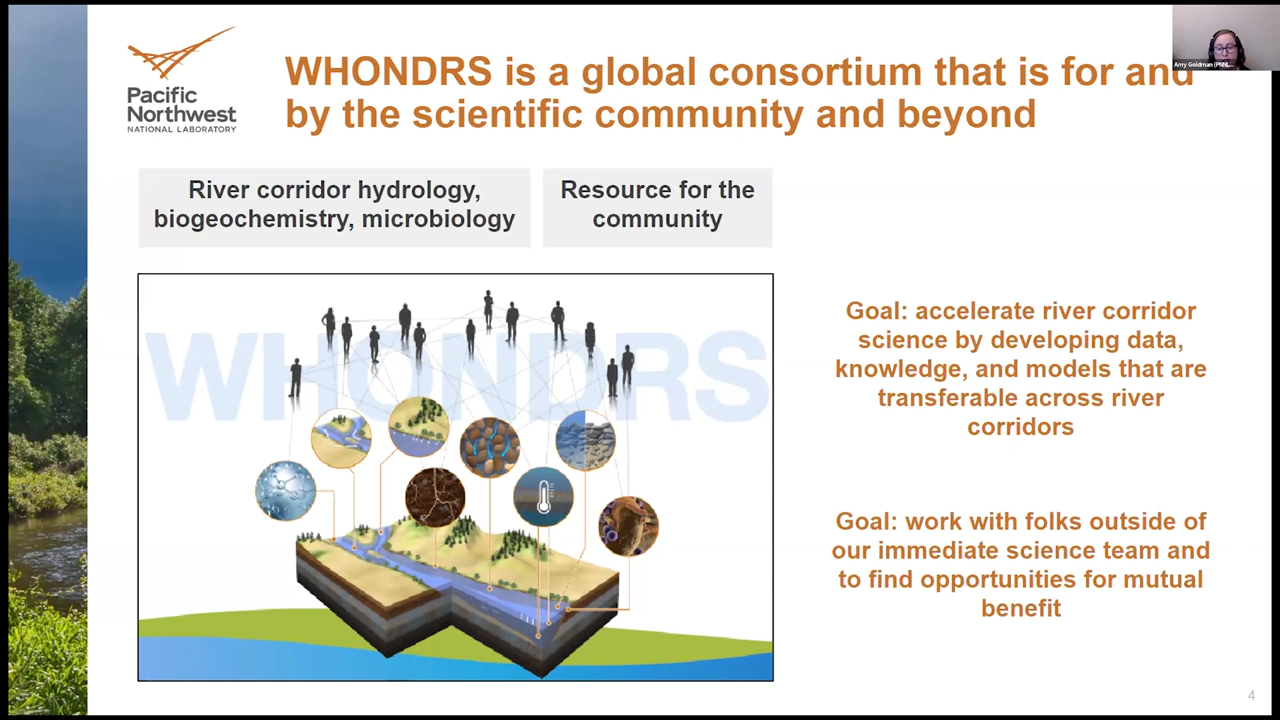 Pacific
Northwest
NATIONAL LABORATORY
WHONDRS is a global consortium that is for and
by the scientific community and beyond
Amy Goldman (PNNL...
River corridor hydrology,
biogeochemistry, microbiology
Resource for the
community
WHONDRS
Goal: accelerate river corridor
science by developing data,
knowledge, and models that are
transferable across river
corridors
Goal: work with folks outside of
our immediate science team and
to find opportunities for mutual
benefit
4